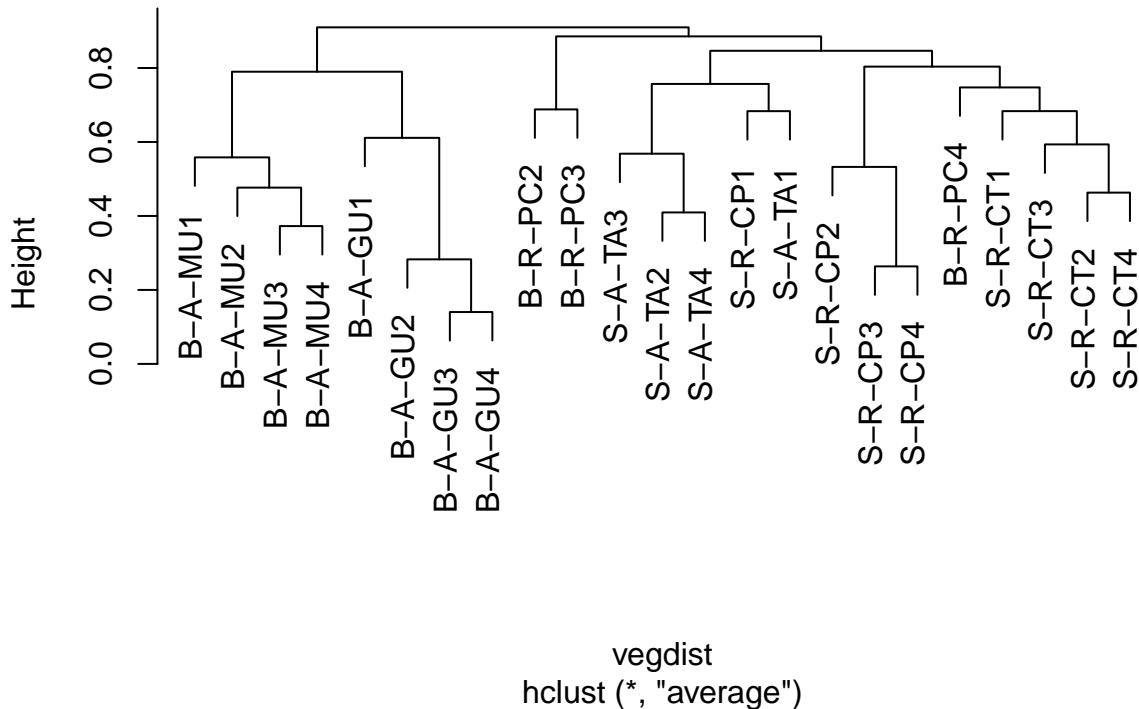 Height
0.8
0.6
0.4
0.2
0.0
B−A−MU1
B−A−MU2
B−A−MU3
B−A−MU4
B−A−GU1
B−A−GU2
B−A−GU3
B−A−GU4
B−R−PC2
B−R−PC3
S−A−TA3
S−A−TA2
S−A−TA4
S−R−CP1
S−A−TA1
S−R−CP2
S−R−CP3
S−R−CP4
B−R−PC4
S−R−CT1
S−R−CT3
S−R−CT2
S−R−CT4
vegdist
hclust (*, "average")